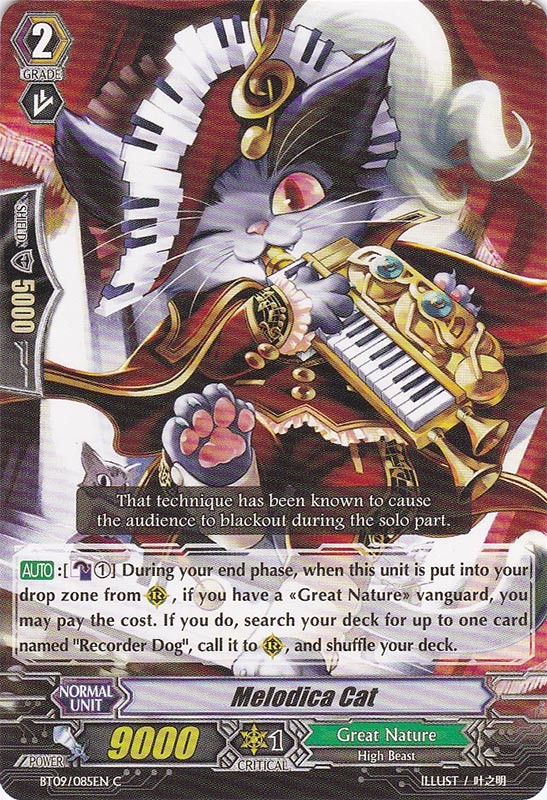 2
GRADE
SHIELD
5000
That technique has been known to cause
the audience to blackout during the solo part.
AUTO :[ 1] During your end phase, when this unit is put into your
drop zone from R , if you have a «Great Nature» vanguard, you
may pay the cost. If you do, search your deck for up to one card
named "Recorder Dog", call it to R , and shuffle your deck.
NORMAL
UNIT
Melodica Cat
POWER
9000
1
CRITICAL
Great Nature
High Beast
BT09/085EN C
ILLUST / 叶之明